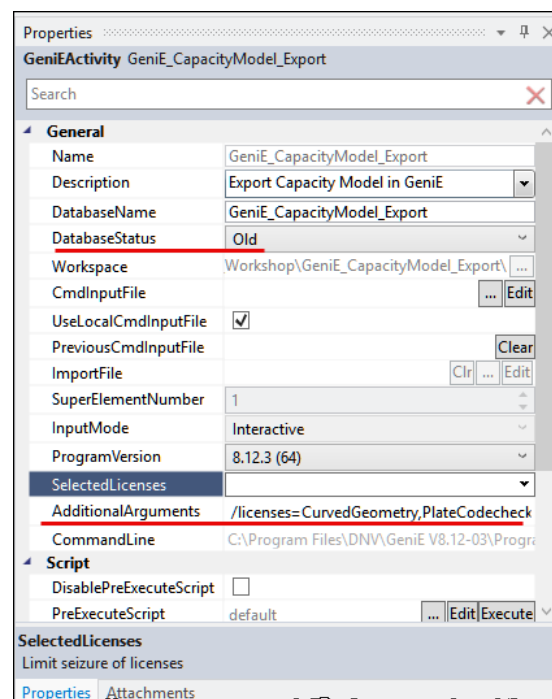 Properties
GeniEActivity GeniE_CapacityModel_Export
Search
General
Name GeniE_CapacityModel_Export
Description Export Capacity Model in GeniE
DatabaseName GeniE_CapacityModel_Export
DatabaseStatus Old
Workspace Workshop\GeniE_CapacityModel_Export\ ...
CmdInputFile ... Edit
UseLocalCmdInputFile
PreviousCmdInputFile Clear
ImportFile Clr ... Edit
SuperElementNumber 1
InputMode Interactive
ProgramVersion 8.12.3 (64)
SelectedLicenses
AdditionalArguments /licenses=CurvedGeometry,PlateCodecheck
CommandLine C:\Program Files\DNV\GeniE V8.12-03\Progra
Script
DisablePreExecuteScript
PreExecuteScript default ... Edit Execute
SelectedLicenses
Limit seizure of licenses
Properties Attachments